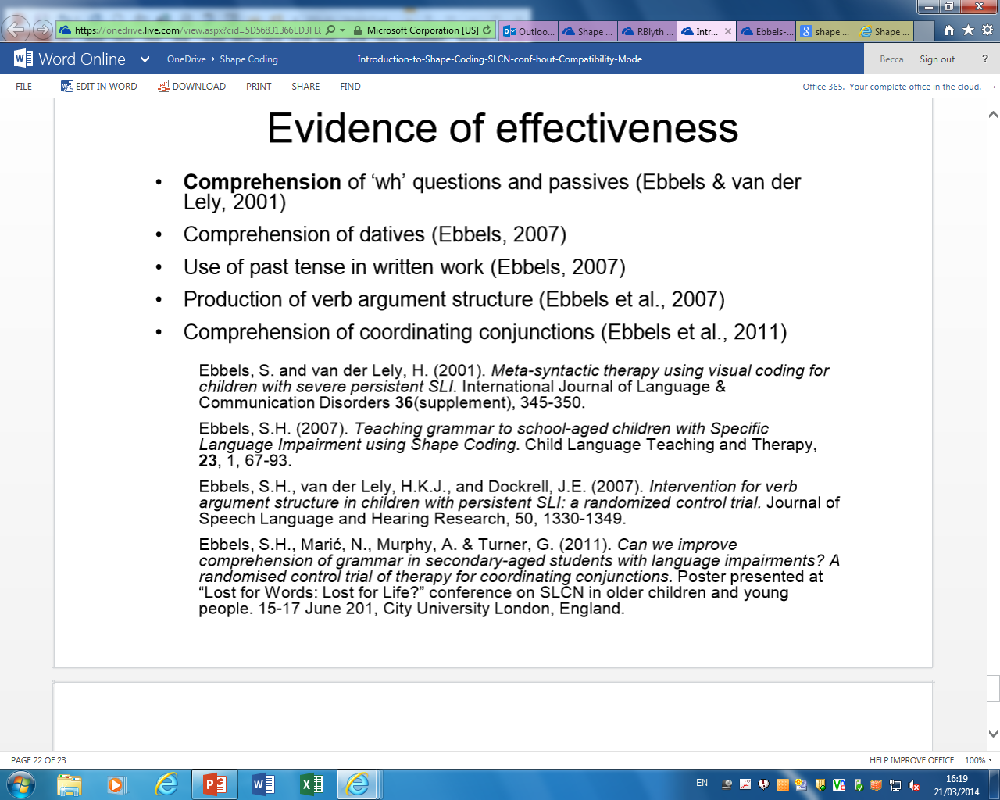 https://onedrive.live.com/view.aspx?cid=5D56831366ED3FEE
Microsoft Corporation [US]
Outloo...
Shape ...
RBlyth ...
Intr...
Ebbels-...
shape ...
Shape ...
Word Online
OneDrive
Shape Coding
Introduction-to-Shape-Coding-SLCN-conf-hout-Compatibility-Mode
Becca
Sign out
?
FILE
EDIT IN WORD
DOWNLOAD
PRINT
SHARE
FIND
Office 365. Your complete office in the cloud. →
Evidence of effectiveness
• Comprehension of ‘wh’ questions and passives (Ebbels & van der
Lely, 2001)
• Comprehension of datives (Ebbels, 2007)
• Use of past tense in written work (Ebbels, 2007)
• Production of verb argument structure (Ebbels et al., 2007)
• Comprehension of coordinating conjunctions (Ebbels et al., 2011)
Ebbels, S. and van der Lely, H. (2001). Meta-syntactic therapy using visual coding for
children with severe persistent SLI. International Journal of Language &
Communication Disorders 36(supplement), 345-350.
Ebbels, S.H. (2007). Teaching grammar to school-aged children with Specific
Language Impairment using Shape Coding. Child Language Teaching and Therapy,
23, 1, 67-93.
Ebbels, S.H., van der Lely, H.K.J., and Dockrell, J.E. (2007). Intervention for verb
argument structure in children with persistent SLI: a randomized control trial. Journal of
Speech Language and Hearing Research, 50, 1330-1349.
Ebbels, S.H., Marić, N., Murphy, A. & Turner, G. (2011). Can we improve
comprehension of grammar in secondary-aged students with language impairments? A
randomised control trial of therapy for coordinating conjunctions. Poster presented at
“Lost for Words: Lost for Life?” conference on SLCN in older children and young
people. 15-17 June 201, City University London, England.
PAGE 22 OF 23
HELP IMPROVE OFFICE
100%
EN
16:19
21/03/2014